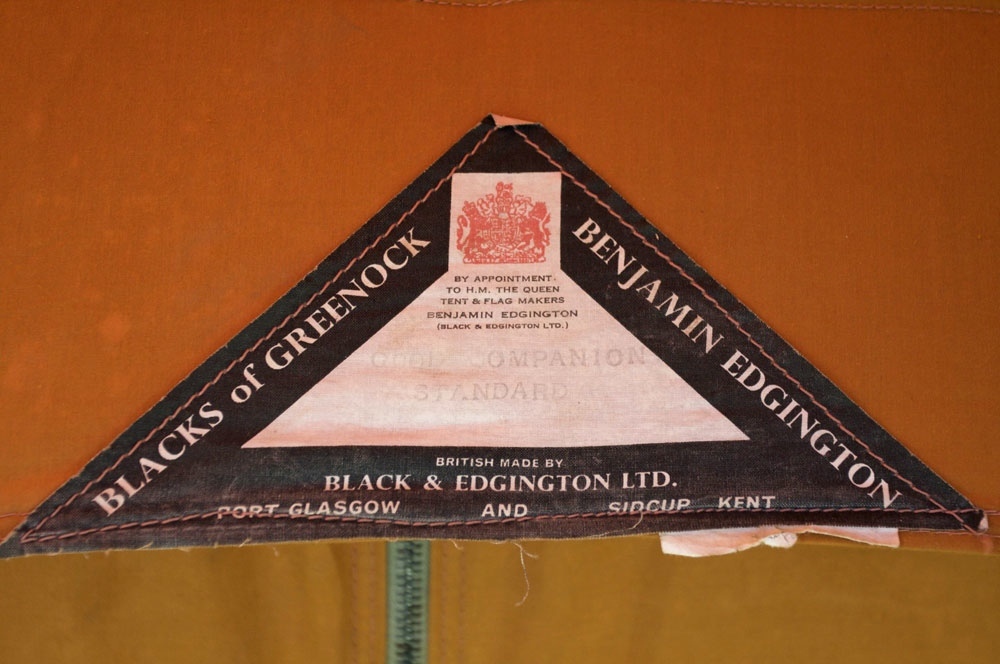 BLACKS of GREENOCK
BENJAMIN EDGINGTON
BY APPOINTMENT
TO H.M. THE QUEEN
TENT & FLAG MAKERS
BENJAMIN EDGINGTON
(BLACK & EDGINGTON LTD.)
OMPANION
STANDARD
BRITISH MADE BY
BLACK & EDGINGTON LTD.
PORT GLASGOW AND SIDCUP KENT